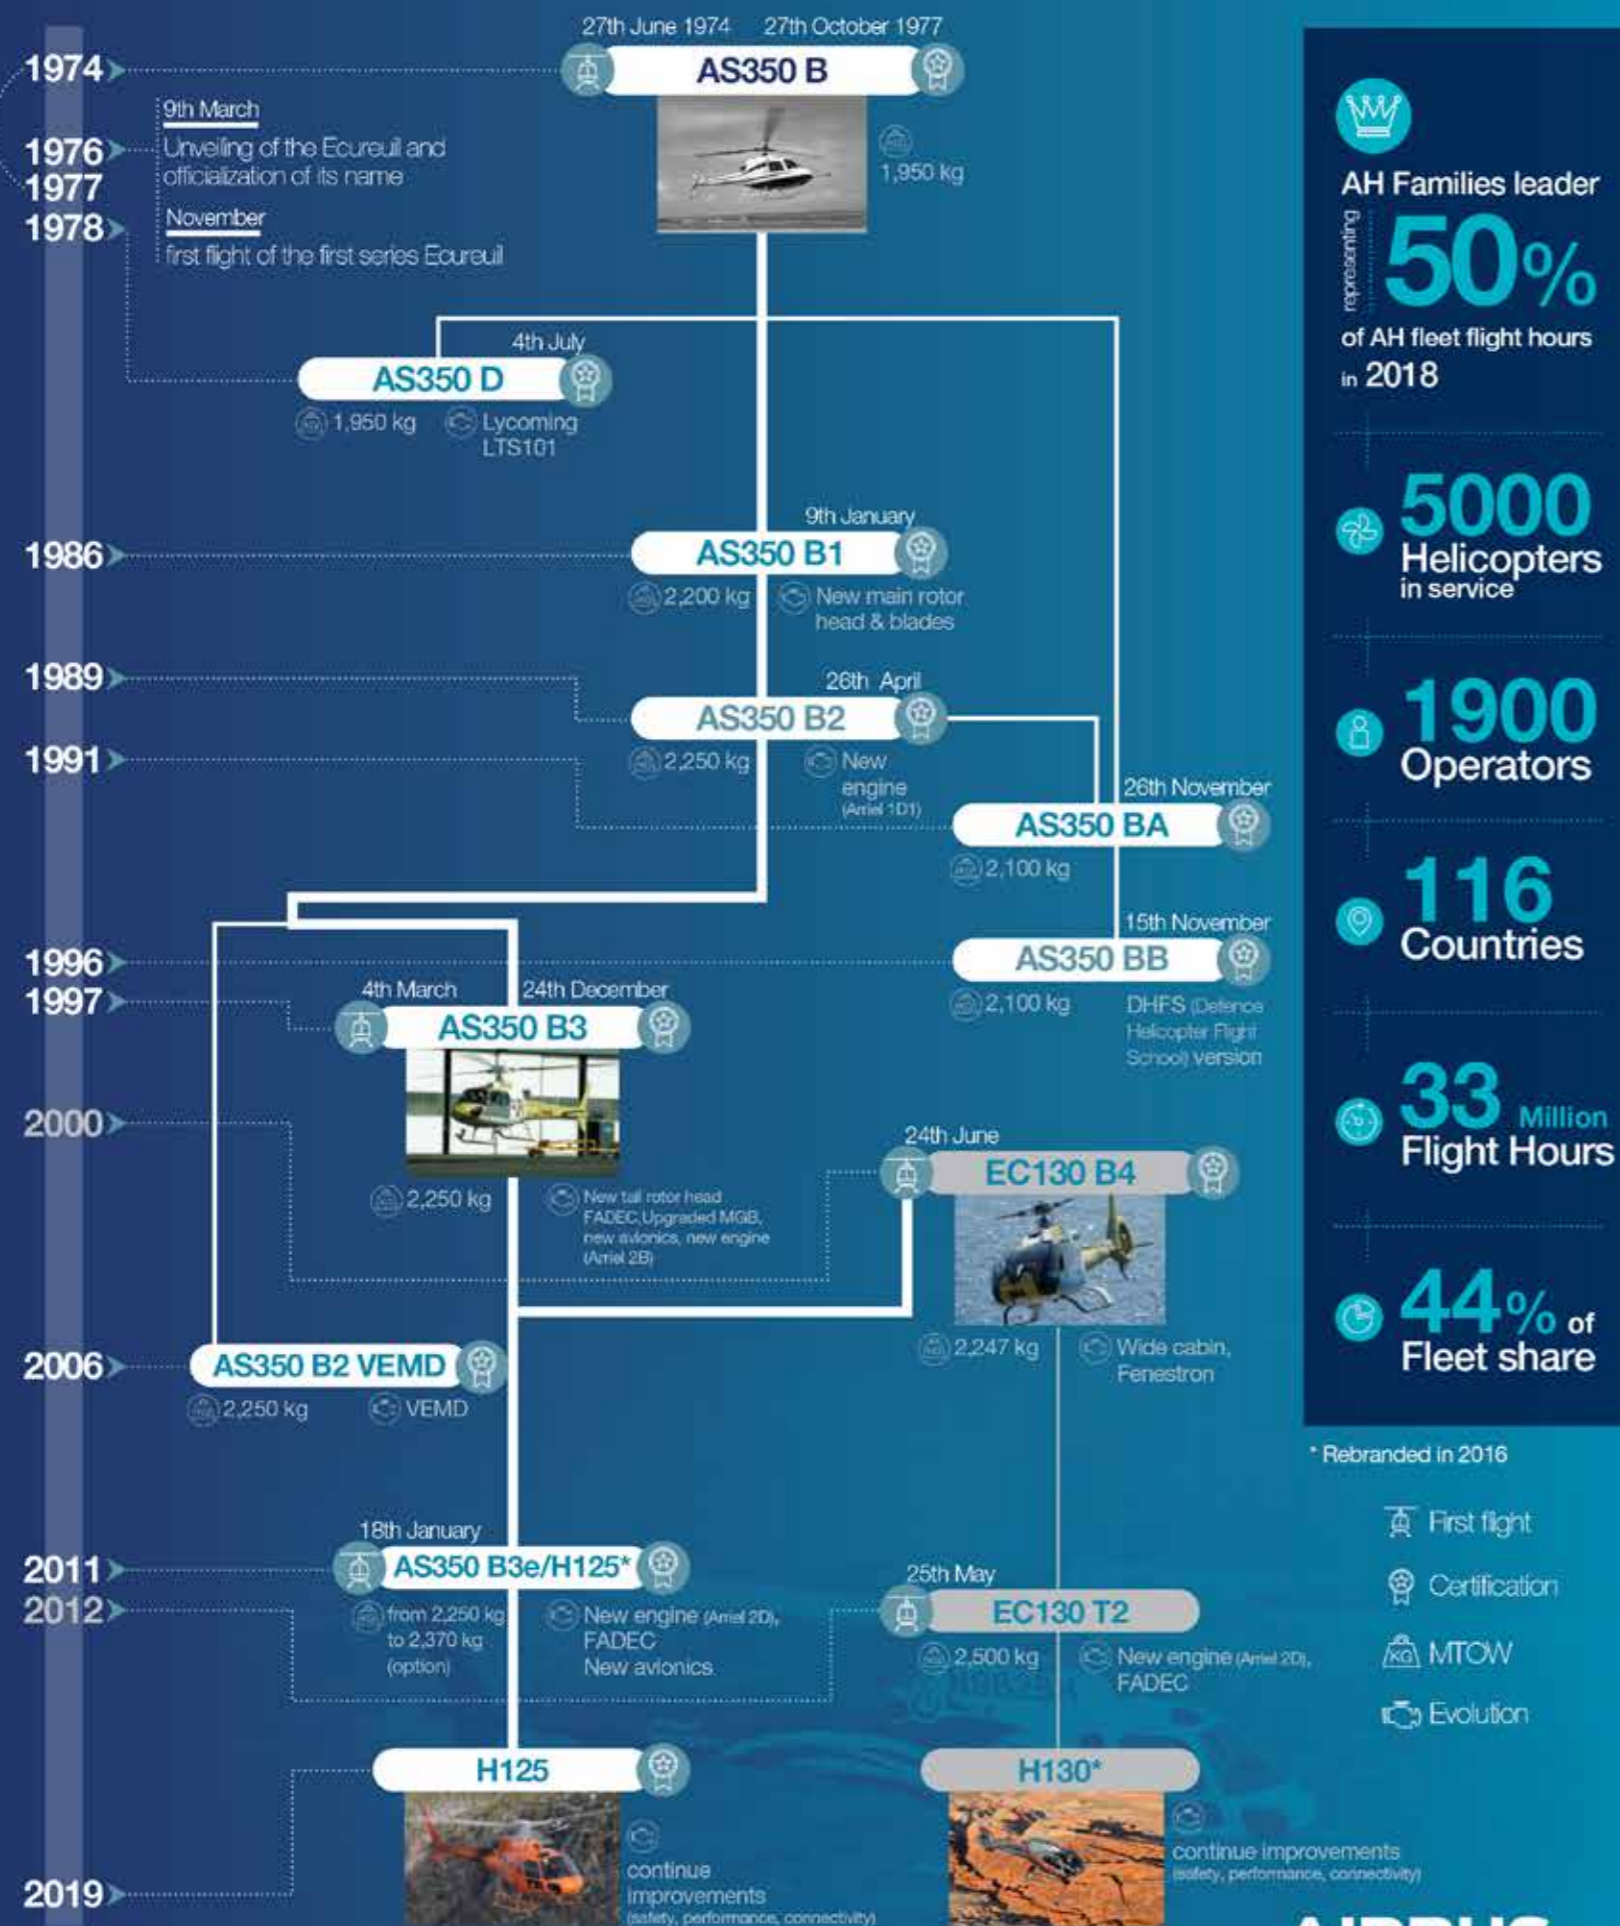 27th June 1974 27th October 1977
1974
AS350 B
1,950 kg
9th March
1976
Unveiling of the Ecureuil and
officialization of its name
1977
November
1978
first flight of the first series Ecureuil
4th July
AS350 D
1,950 kg
Lycoming
LTS101
9th January
1986
AS350 B1
2,200 kg
New main rotor
head & blades
1989
26th April
AS350 B2
2,250 kg
New
engine
(Arriel 1D1)
1991
26th November
AS350 BA
2,100 kg
15th November
1996
AS350 BB
2,100 kg
DHFS (Defence
Helicopter Flight
School) version
1997
4th March 24th December
AS350 B3
2,250 kg
New tail rotor head
FADEC,Upgraded MGB,
new avionics, new engine
(Arriel 2B)
2000
24th June
EC130 B4
2,247 kg
Wide cabin,
Fenestron
2006
AS350 B2 VEMD
2,250 kg
VEMD
18th January
2011
AS350 B3e/H125*
from 2,250 kg
to 2,370 kg
(option)
New engine (Arriel 2D),
FADEC
New avionics
2012
25th May
EC130 T2
2,500 kg
New engine (Arriel 2D),
FADEC
H125
continue
improvements
(safety, performance, connectivity)
H130*
continue improvements
(safety, performance, connectivity)
2019
AH Families leader
representing
50%
of AH fleet flight hours
in 2018
5000
Helicopters
in service
1900
Operators
116
Countries
33 Million
Flight Hours
44% of
Fleet share
* Rebranded in 2016
First flight
Certification
KG MTOW
Evolution
AIRBUS